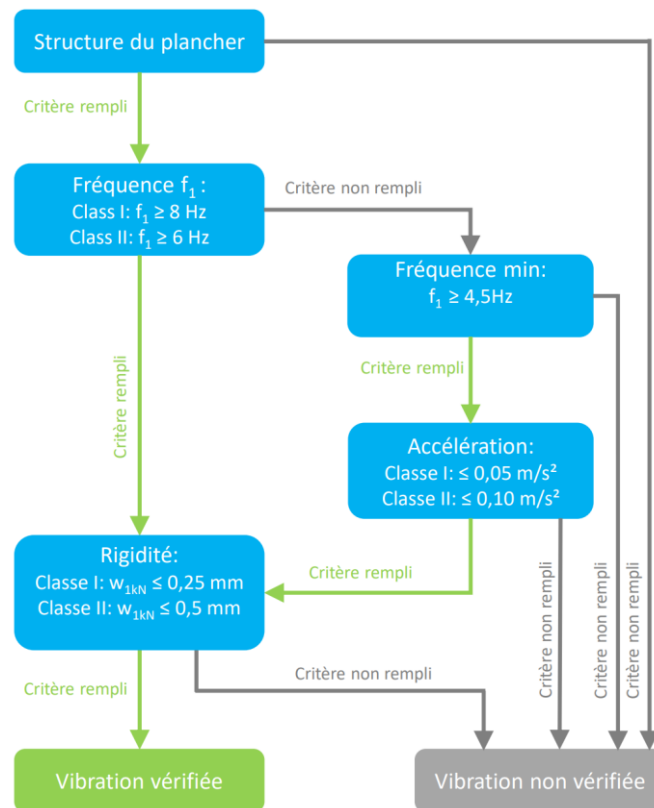 Structure du plancher
Critère rempli
Fréquence f₁ :
Class I: f₁ ≥ 8 Hz
Class II: f₁ ≥ 6 Hz
Critère non rempli
Fréquence min:
f₁ ≥ 4,5Hz
Critère rempli
Critère rempli
Accélération:
Classe I: ≤ 0,05 m/s²
Classe II: ≤ 0,10 m/s²
Rigidité:
Classe I: w₁ₖₙ ≤ 0,25 mm
Classe II: w₁ₖₙ ≤ 0,5 mm
Critère rempli
Critère non rempli
Critère non rempli
Critère non rempli
Critère rempli
Critère non rempli
Vibration vérifiée
Vibration non vérifiée